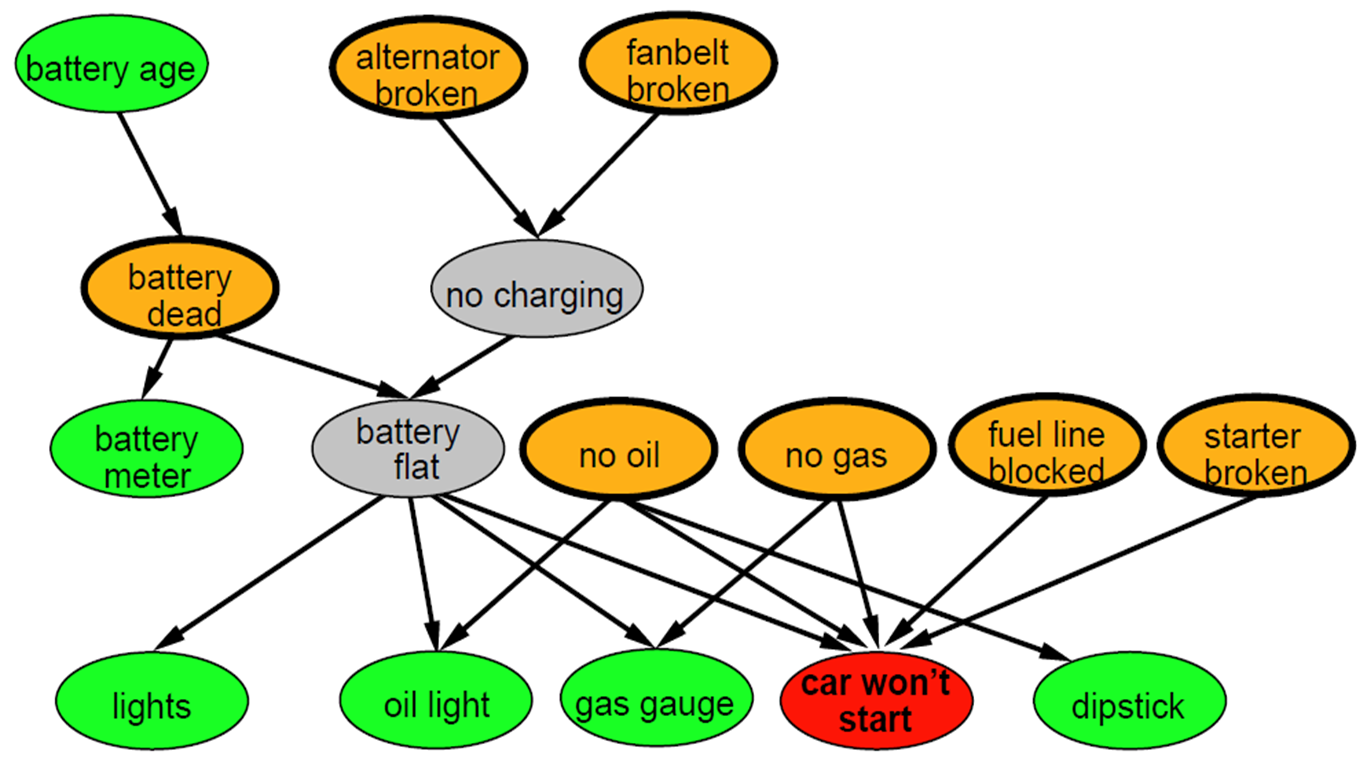 battery age
alternator
broken
fanbelt
broken
battery
dead
no charging
battery
meter
battery
flat
no oil
no gas
fuel line
blocked
starter
broken
lights
oil light
gas gauge
car won't
start
dipstick